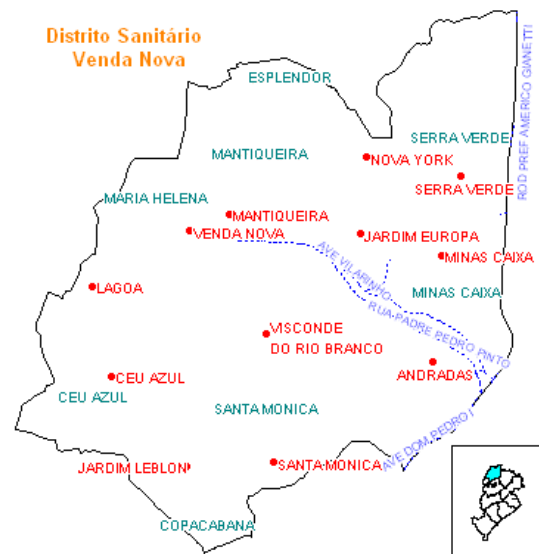 Distrito Sanitário
Venda Nova
ESPLENDOR
ROD PREF AMERICO GIANETTI
SERRA VERDE
MANTIQUEIRA
NOVA YORK
SERRA VERDE
MARIA HELENA
MANTIQUEIRA
VENDA NOVA
JARDIM EUROPA
AVE VILARINHO
MINAS CAIXA
LAGOA
MINAS CAIXA
RUA PADRE PEDRO PINTO
VISCONDE
DO RIO BRANCO
ANDRADAS
CEU AZUL
CEU AZUL
SANTA MONICA
AVE DOM PEDRO I
JARDIM LEBLON
SANTA MONICA
COPACABANA